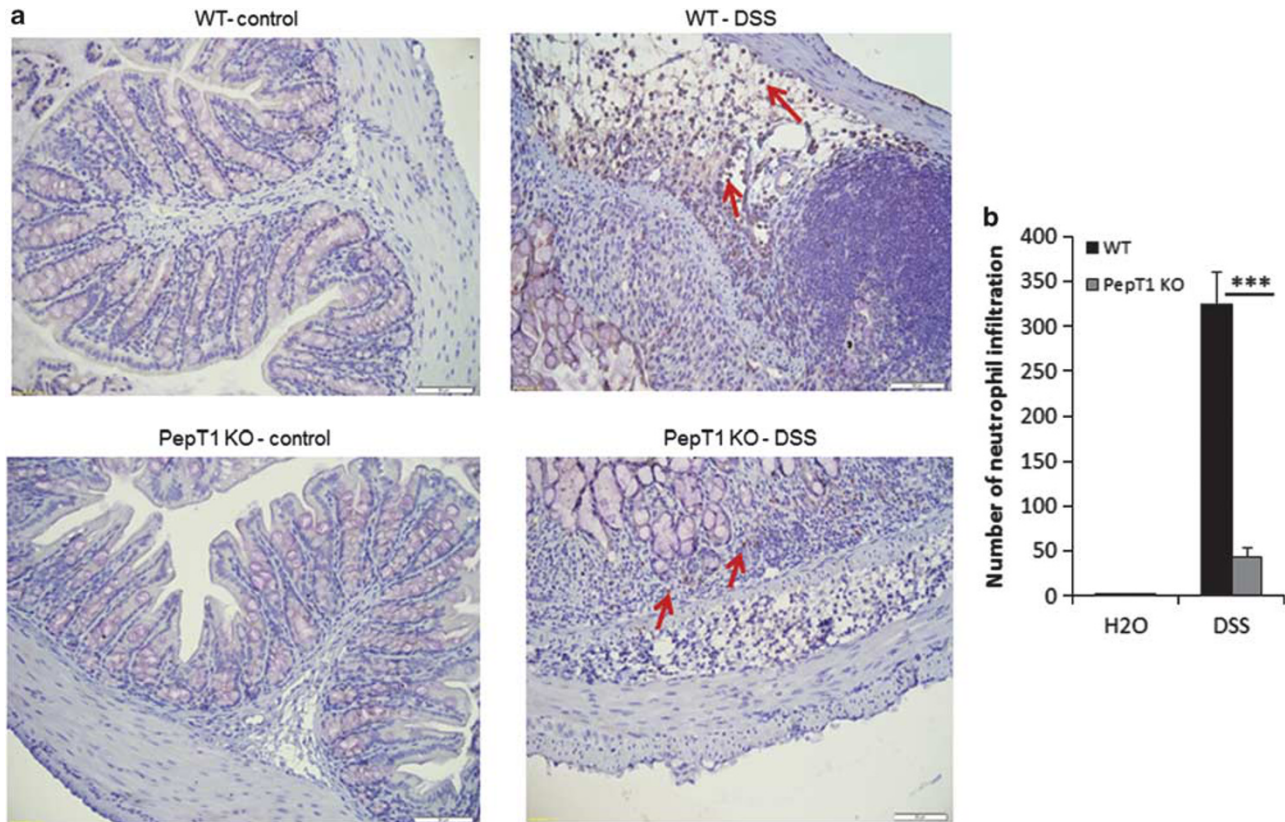 a
WT- control
WT - DSS
PepT1 KO - control
PepT1 KO - DSS
b
Number of neutrophil infiltration
400
350
300
250
200
150
100
50
0
WT
PepT1 KO
***
H2O
DSS